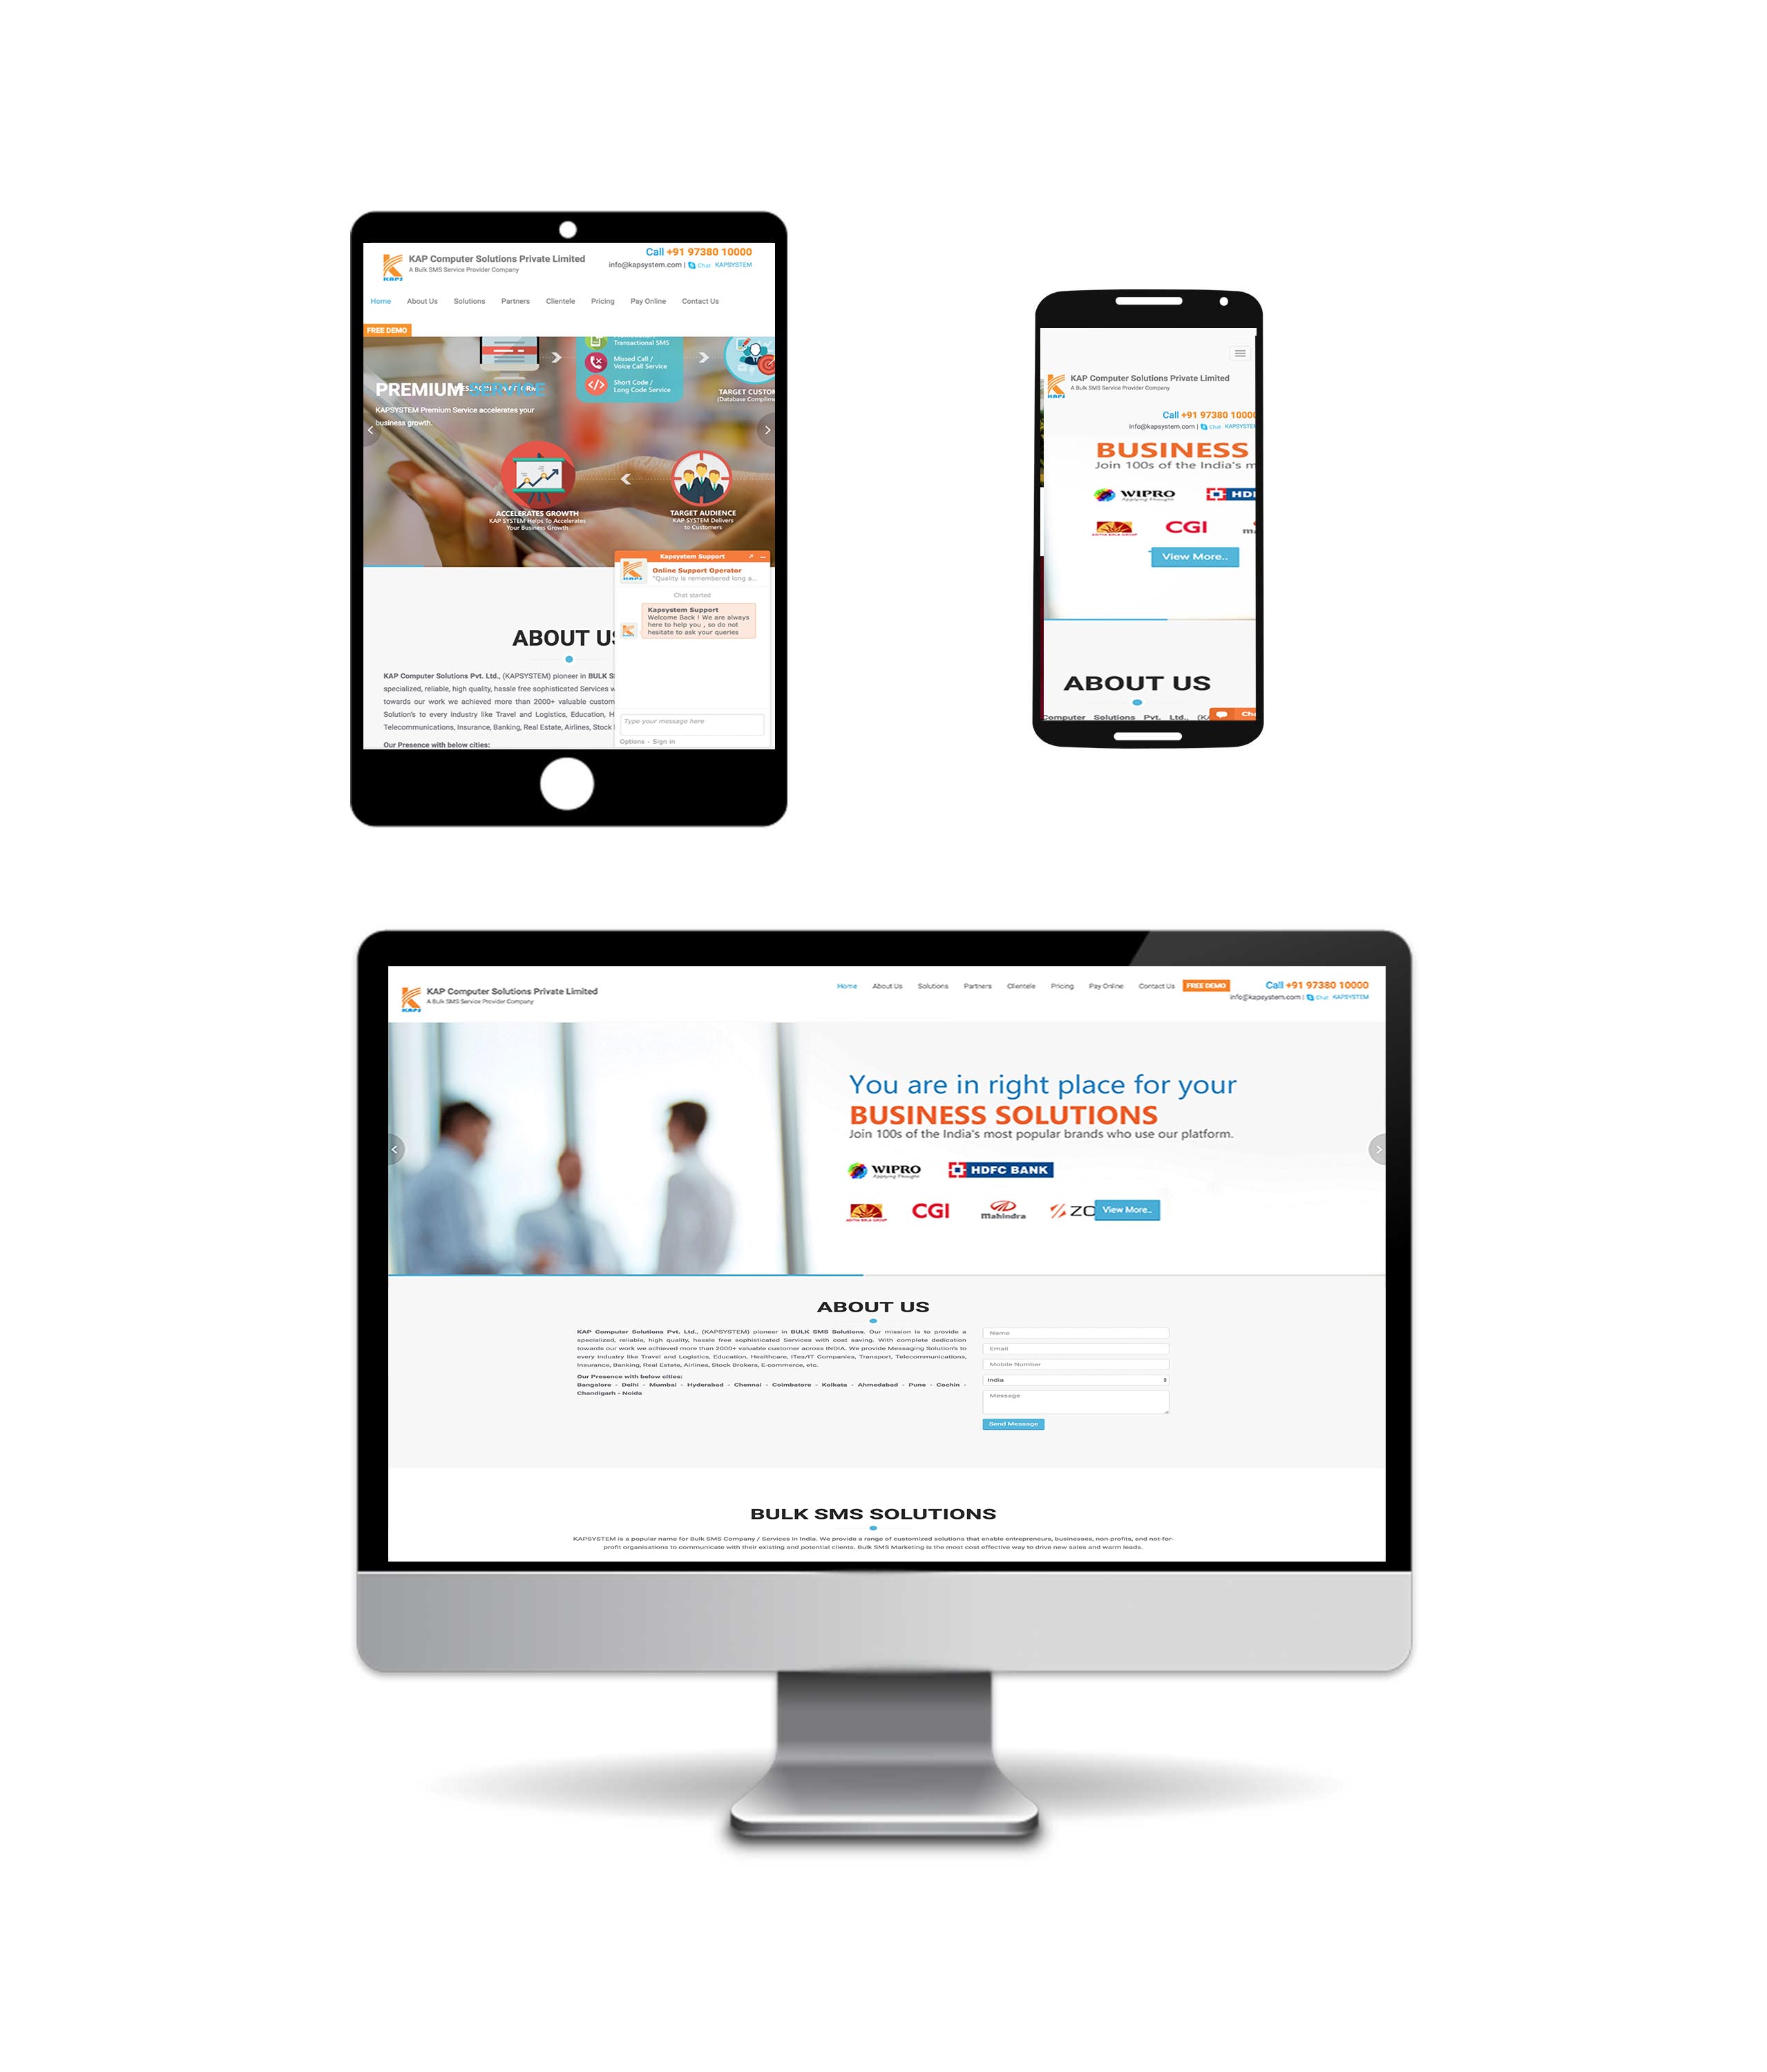 KAP Computer Solutions Private Limited
A Bulk SMS Service Provider Company
KAPS
Call +91 97380 10000
info@kapsystem.com | Chat KAPSYSTEM
Home About Us Solutions Partners Clientele Pricing Pay Online Contact Us
FREE DEMO
Transactional SMS
Missed Call /
Voice Call Service
Short Code /
Long Code Service
TARGET CUSTOM
(Database Complime
PREMIUM SERVICE
KAPSYSTEM Premium Service accelerates your
business growth.
ACCELERATES GROWTH
KAP SYSTEM Helps To Accelerates
Your Business Growth
TARGET AUDIENCE
KAP SYSTEM Delivers
to Customers
Kapsystem Support
Online Support Operator
"Quality is remembered long a...
Chat started
Kapsystem Support
Welcome Back ! We are always
here to help you , so do not
hesitate to ask your queries
Type your message here
Options - Sign in
ABOUT US
KAP Computer Solutions Pvt. Ltd., (KAPSYSTEM) pioneer in BULK S
specialized, reliable, high quality, hassle free sophisticated Services w
towards our work we achieved more than 2000+ valuable custom
Solution's to every industry like Travel and Logistics, Education, H
Telecommunications, Insurance, Banking, Real Estate, Airlines, Stock
Our Presence with below cities:
KAP Computer Solutions Private Limited
A Bulk SMS Service Provider Company
KAPS
Call +91 97380 10000
info@kapsystem.com | Chat KAPSYSTE
BUSINESS
Join 100s of the India's m
WIPRO
Applying Thought
HD
ADITYA BIRLA GROUP
CGI
View More..
ABOUT US
Computer Solutions Pvt. Ltd., (KA
Cha
KAP Computer Solutions Private Limited
A Bulk SMS Service Provider Company
KAPS
Home About Us Solutions Partners Clientele Pricing Pay Online Contact Us FREE DEMO
Call +91 97380 10000
info@kapsystem.com | Chat KAPSYSTEM
You are in right place for your
BUSINESS SOLUTIONS
Join 100s of the India's most popular brands who use our platform.
WIPRO
Applying Thought
HDFC BANK
ADITYA BIRLA GROUP
CGI
Mahindra
ZO
View More..
ABOUT US
KAP Computer Solutions Pvt. Ltd., (KAPSYSTEM) pioneer in BULK SMS Solutions. Our mission is to provide a
specialized, reliable, high quality, hassle free sophisticated Services with cost saving. With complete dedication
towards our work we achieved more than 2000+ valuable customer across INDIA. We provide Messaging Solution's to
every industry like Travel and Logistics, Education, Healthcare, ITes/IT Companies, Transport, Telecommunications,
Insurance, Banking, Real Estate, Airlines, Stock Brokers, E-commerce, etc.
Our Presence with below cities:
Bangalore - Delhi - Mumbai - Hyderabad - Chennai - Coimbatore - Kolkata - Ahmedabad - Pune - Cochin -
Chandigarh - Noida
Name
Email
Mobile Number
India
Message
Send Message
BULK SMS SOLUTIONS
KAPSYSTEM is a popular name for Bulk SMS Company / Services in India. We provide a range of customized solutions that enable entrepreneurs, businesses, non-profits, and not-for-
profit organisations to communicate with their existing and potential clients. Bulk SMS Marketing is the most cost effective way to drive new sales and warm leads.